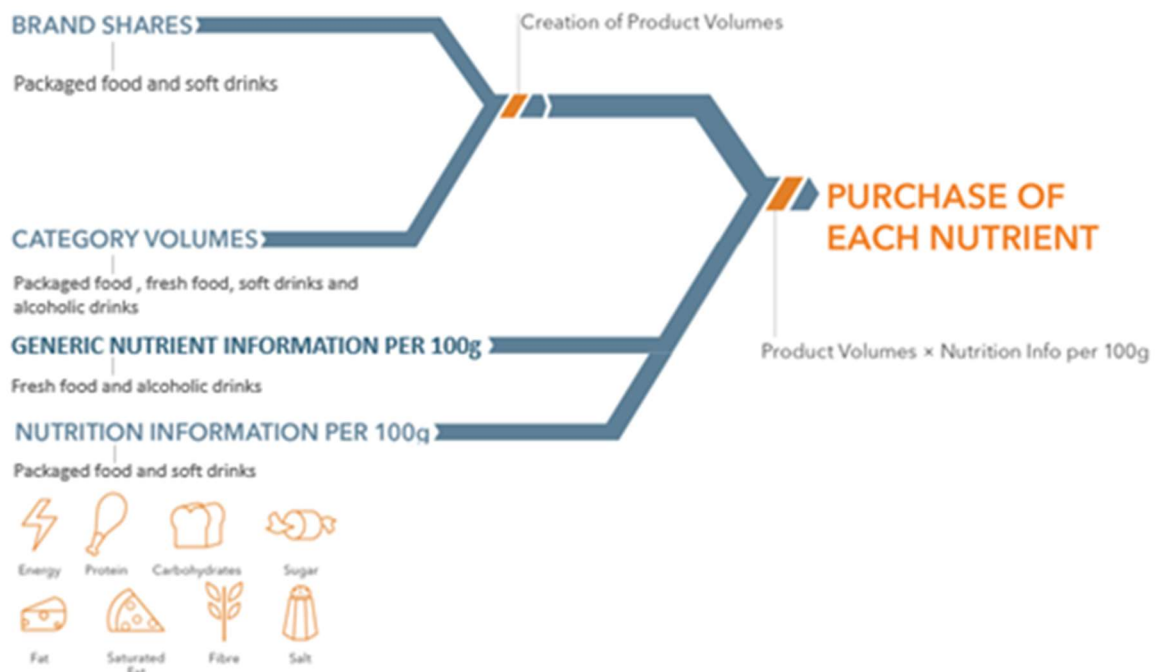 BRAND SHARES
Creation of Product Volumes
Packaged food and soft drinks
PURCHASE OF
EACH NUTRIENT
CATEGORY VOLUMES
Packaged food , fresh food, soft drinks and
alcoholic drinks
GENERIC NUTRIENT INFORMATION PER 100g
Product Volumes × Nutrition Info per 100g
Fresh food and alcoholic drinks
NUTRITION INFORMATION PER 100g
Packaged food and soft drinks
Energy Protein Carbohydrates Sugar
Fat Saturated Fibre Salt
Fat